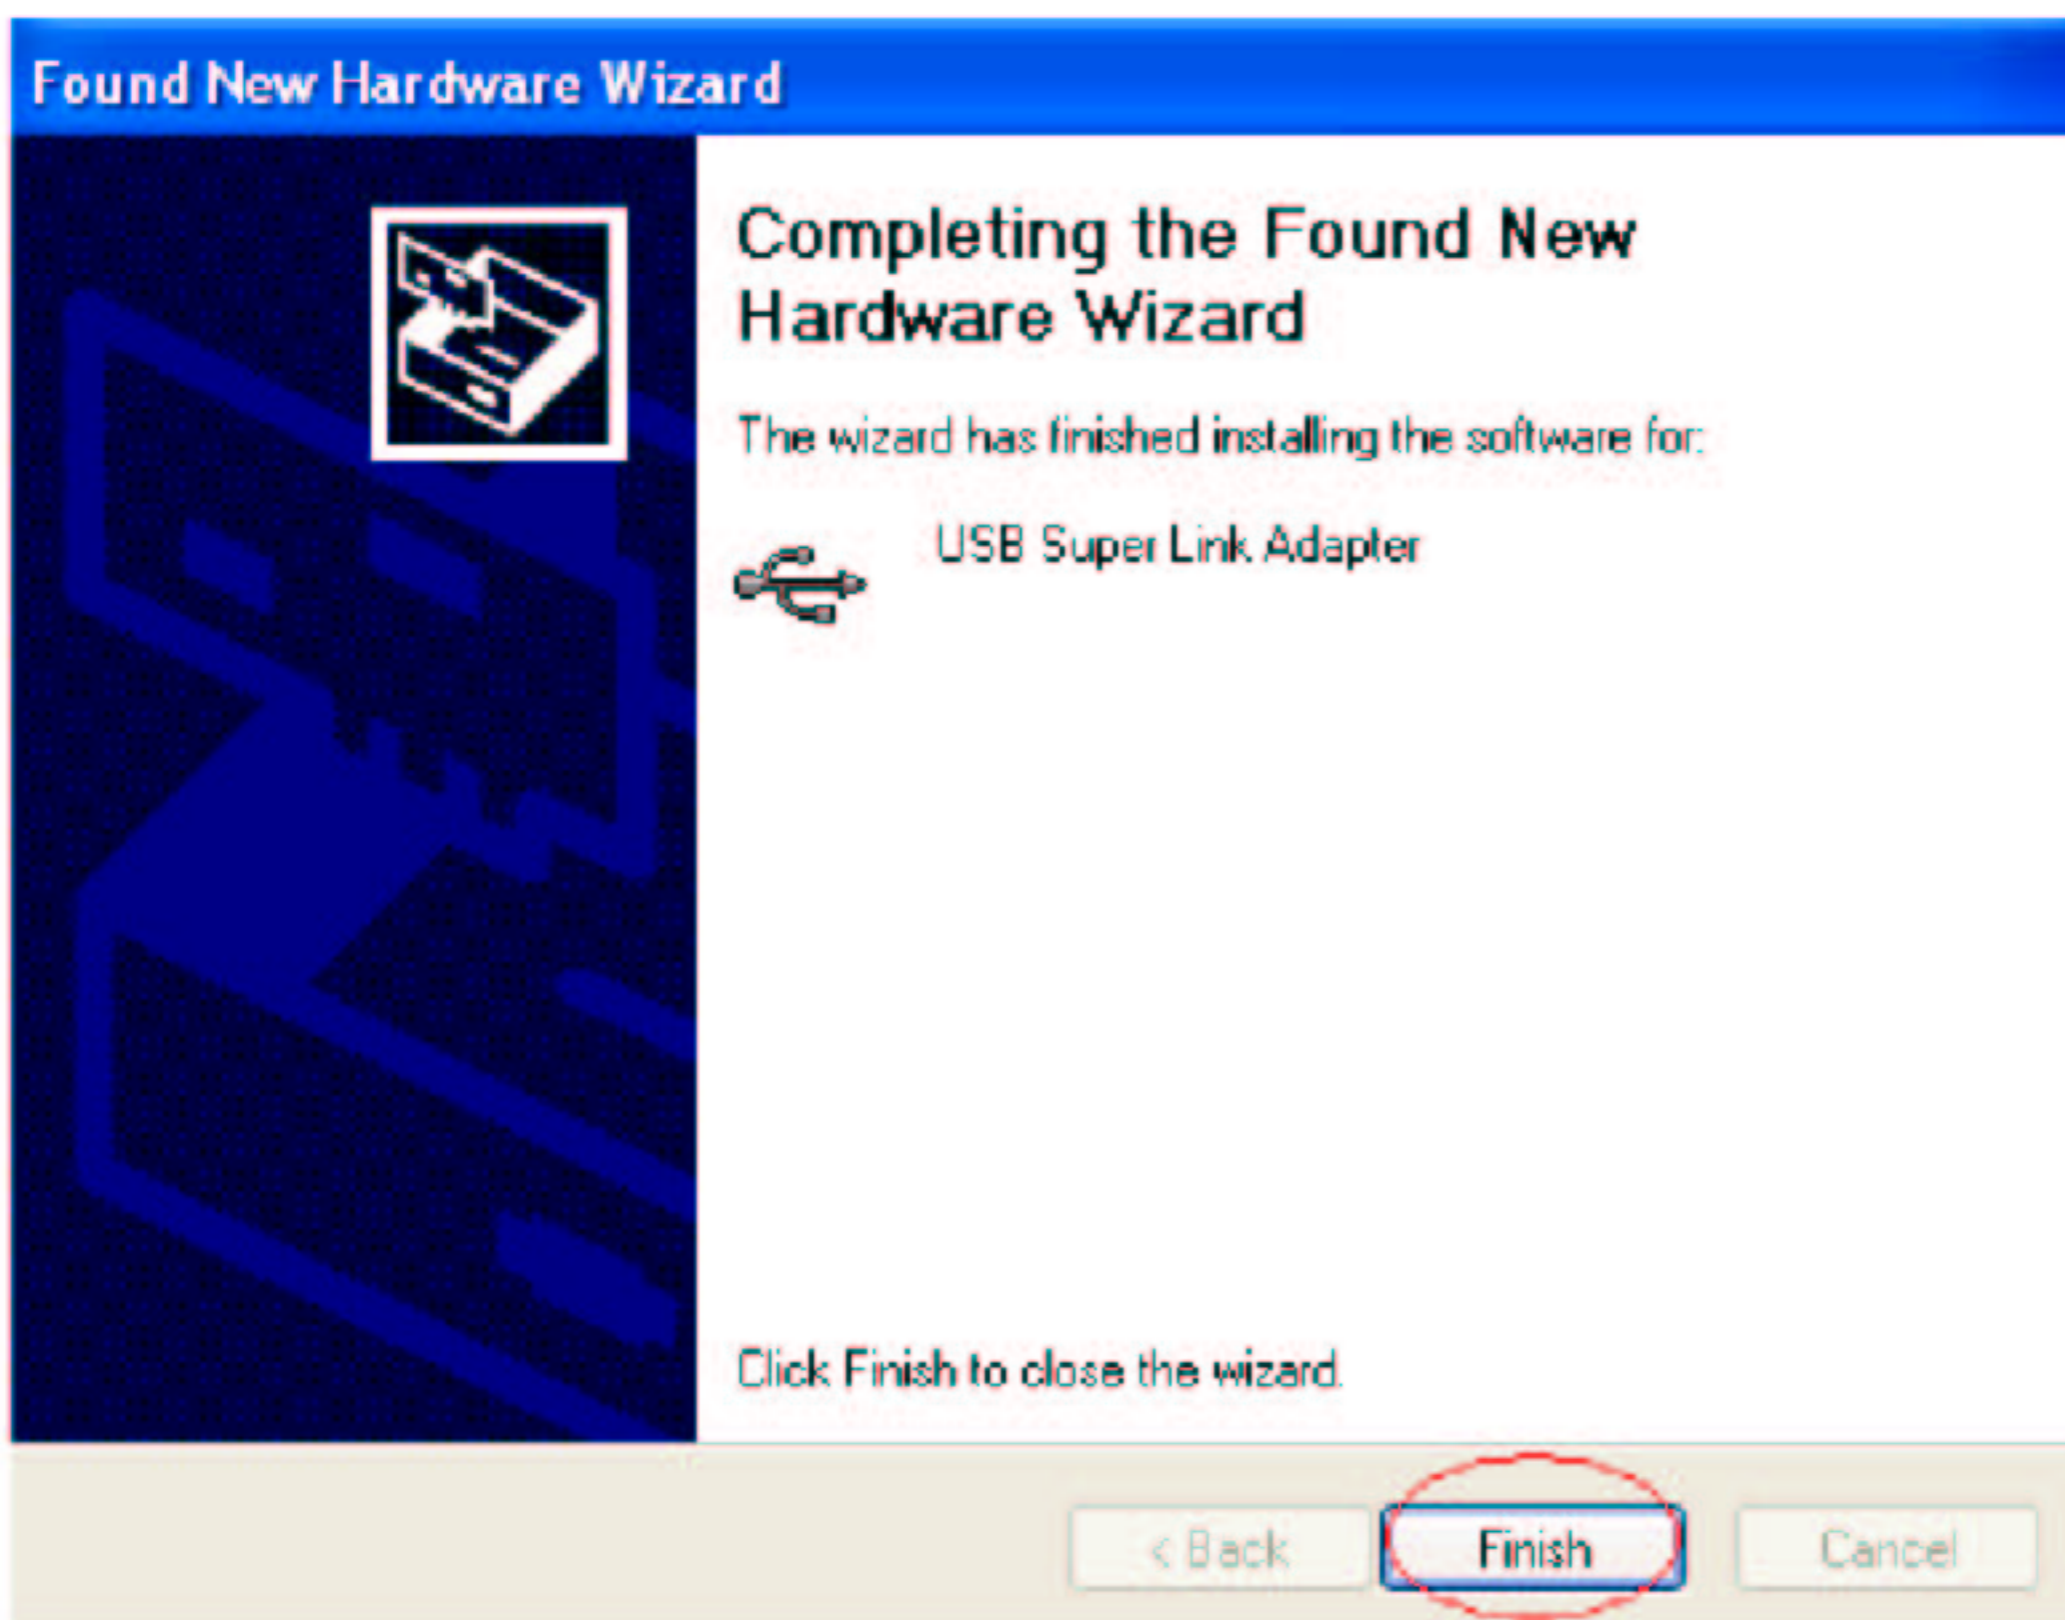 Found New Hardware Wizard
Completing the Found New
Hardware Wizard
The wizard has finished installing the software for:
USB Super Link Adapter
Click Finish to close the wizard.
< Back
Finish
Cancel